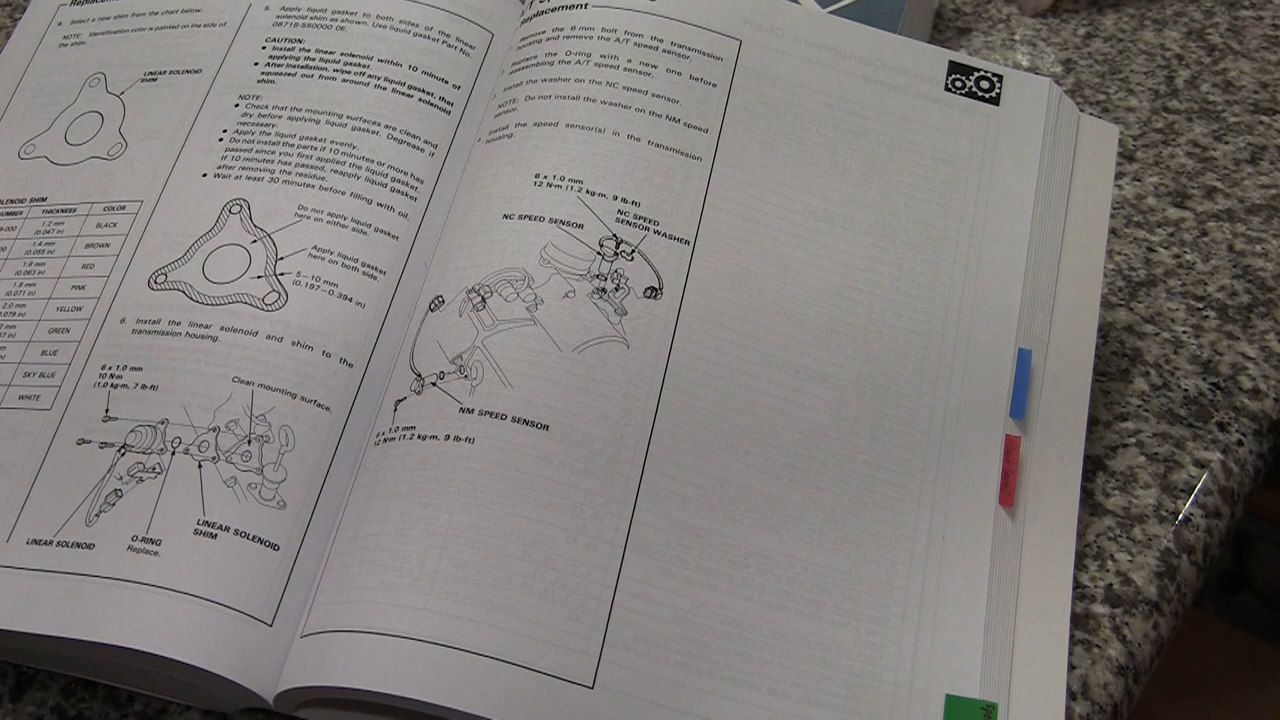 Replacement
4. Select a new shim from the chart below.
NOTE: Identification color is painted on the side of
the shim.
LINEAR SOLENOID
SHIM
SHIM
THICKNESS
COLOR
1.2 mm
(0.047 in)
BLACK
1.4 mm
(0.055 in)
BROWN
1.6 mm
(0.063 in)
RED
1.8 mm
(0.071 in)
PINK
2.0 mm
YELLOW
GREEN
BLUE
SKY BLUE
WHITE
5. Apply liquid gasket to both sides of the linear
solenoid shim as shown. Use liquid gasket Part No.
08718-550000 0E.
CAUTION:
● Install the linear solenoid within 10 minute of
applying the liquid gasket.
● After installation, wipe off any liquid gasket, that
squeezed out from around the linear solenoid
shim.
NOTE:
● Check that the mounting surfaces are clean and
dry before applying liquid gasket. Degrease if
necessary.
● Apply the liquid gasket evenly.
● Do not install the parts if 10 minutes or more has
passed since you first applied the liquid gasket.
If 10 minutes has passed, reapply liquid gasket
after removing the residue.
● Wait at least 30 minutes before filling with oil.
Do not apply liquid gasket
here on either side.
Apply liquid gasket
here on both side.
5–10 mm
(0.197–0.394 in)
6. Install the linear solenoid and shim to the
transmission housing.
6 x 1.0 mm
10 N·m
(1.0 kg-m, 7 lb-ft)
Clean mounting surface.
LINEAR SOLENOID
O-RING
Replace.
LINEAR SOLENOID
SHIM
Replacement
Remove the 6 mm bolt from the transmission
housing and remove the A/T speed sensor.
Replace the O-ring with a new one before
reassembling the A/T speed sensor.
Install the washer on the NC speed sensor.
NOTE: Do not install the washer on the NM speed
sensor.
Install the speed sensor(s) in the transmission
housing.
6 x 1.0 mm
12 N·m (1.2 kg-m, 9 lb-ft)
NC SPEED SENSOR
NC SPEED
SENSOR WASHER
NM SPEED SENSOR
6 x 1.0 mm
12 N·m (1.2 kg-m, 9 lb-ft)